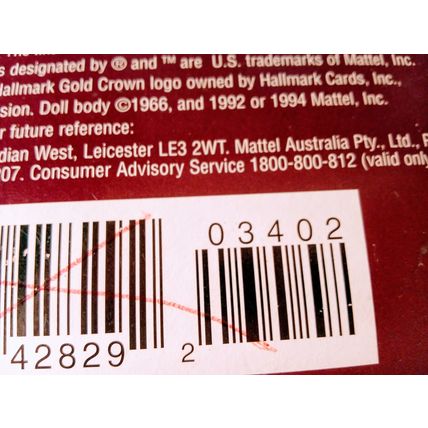 s designated by ® and ™ are U.S. trademarks of Mattel, Inc.
Hallmark Gold Crown logo owned by Hallmark Cards, Inc.,
sion. Doll body ©1966, and 1992 or 1994 Mattel, Inc.
r future reference:
dian West, Leicester LE3 2WT. Mattel Australia Pty., Ltd.,
07. Consumer Advisory Service 1800-800-812 (valid only
03402
42829 2